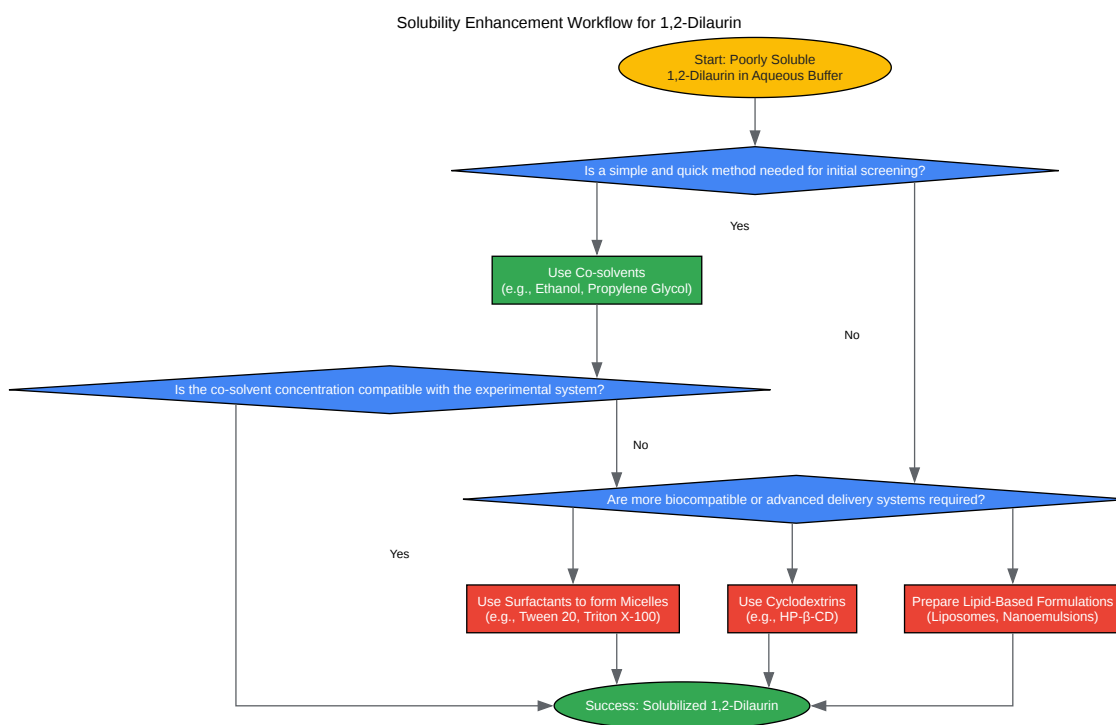 Solubility Enhancement Workflow for 1,2-Dilaurin
Start: Poorly Soluble
1,2-Dilaurin in Aqueous Buffer
Is a simple and quick method needed for initial screening?
Yes
Use Co-solvents
(e.g., Ethanol, Propylene Glycol)
No
Is the co-solvent concentration compatible with the experimental system?
No
Are more biocompatible or advanced delivery systems required?
Yes
Use Surfactants to form Micelles
(e.g., Tween 20, Triton X-100)
Use Cyclodextrins
(e.g., HP-β-CD)
Prepare Lipid-Based Formulations
(Liposomes, Nanoemulsions)
Success: Solubilized 1,2-Dilaurin